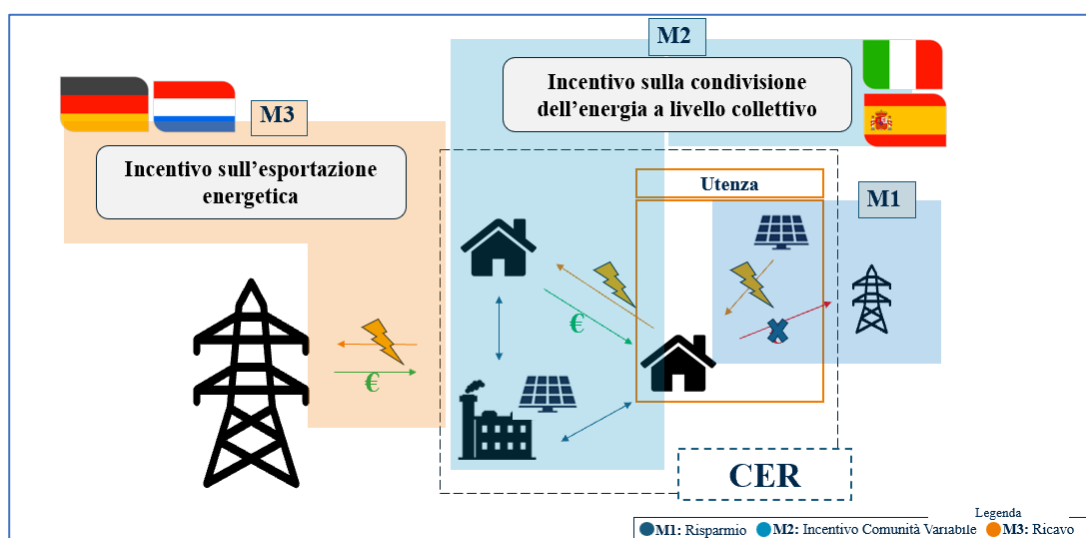 M2
Incentivo sulla condivisione
dell'energia a livello collettivo
M3
Incentivo sull'esportazione
energetica
Utenza
M1
€
€
CER
Legenda
M1: Risparmio M2: Incentivo Comunità Variabile M3: Ricavo